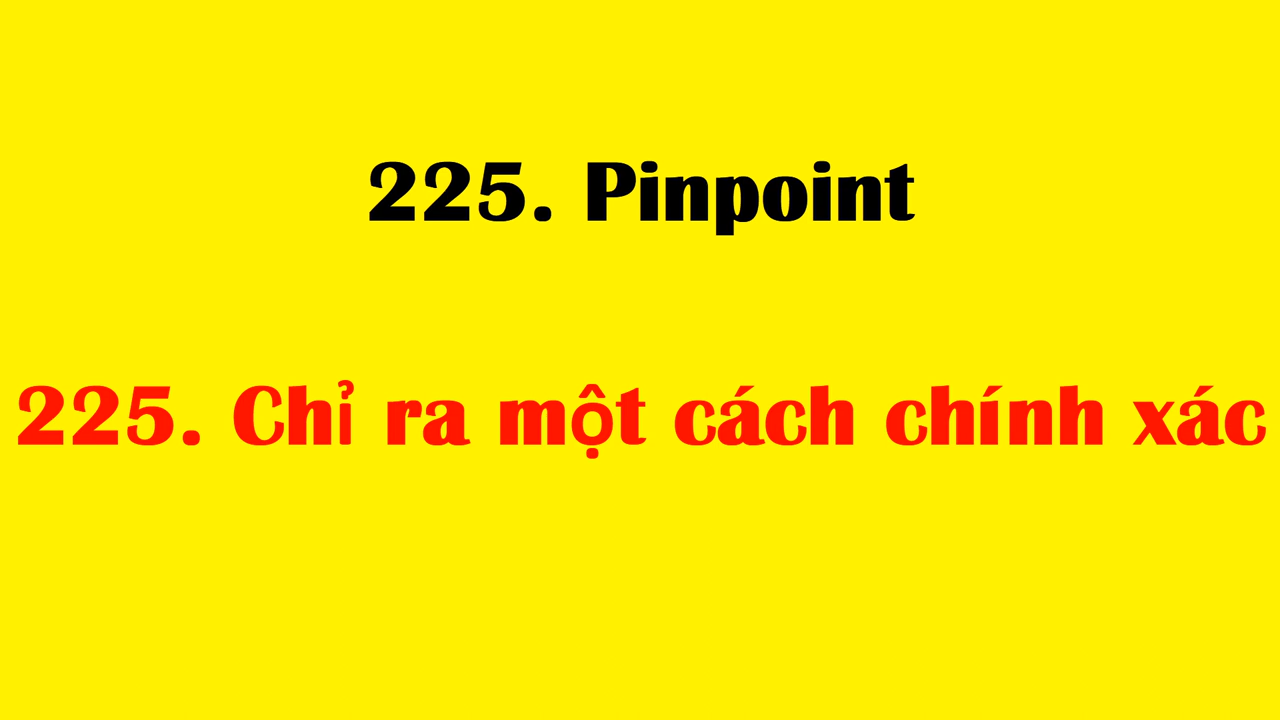 225. Pinpoint
225. Chỉ ra một cách chính xác